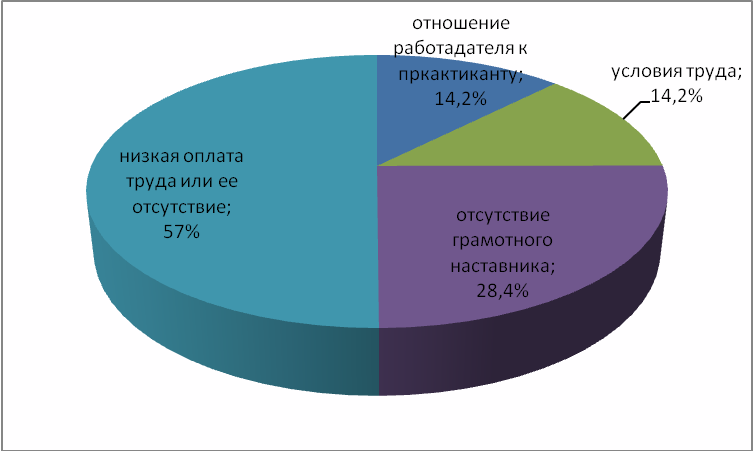 отношение
работадателя к
пркактиканту;
14,2%
условия труда;
14,2%
низкая оплата
труда или ее
отсутствие;
57%
отсутствие
грамотного
наставника;
28,4%